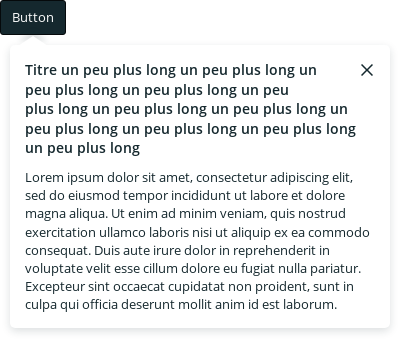 Button
Titre un peu plus long un peu plus long un
peu plus long un peu plus long un peu
plus long un peu plus long un peu plus long un
peu plus long un peu plus long un peu plus long
un peu plus long
Lorem ipsum dolor sit amet, consectetur adipiscing elit,
sed do eiusmod tempor incididunt ut labore et dolore
magna aliqua. Ut enim ad minim veniam, quis nostrud
exercitation ullamco laboris nisi ut aliquip ex ea commodo
consequat. Duis aute irure dolor in reprehenderit in
voluptate velit esse cillum dolore eu fugiat nulla pariatur.
Excepteur sint occaecat cupidatat non proident, sunt in
culpa qui officia deserunt mollit anim id est laborum.